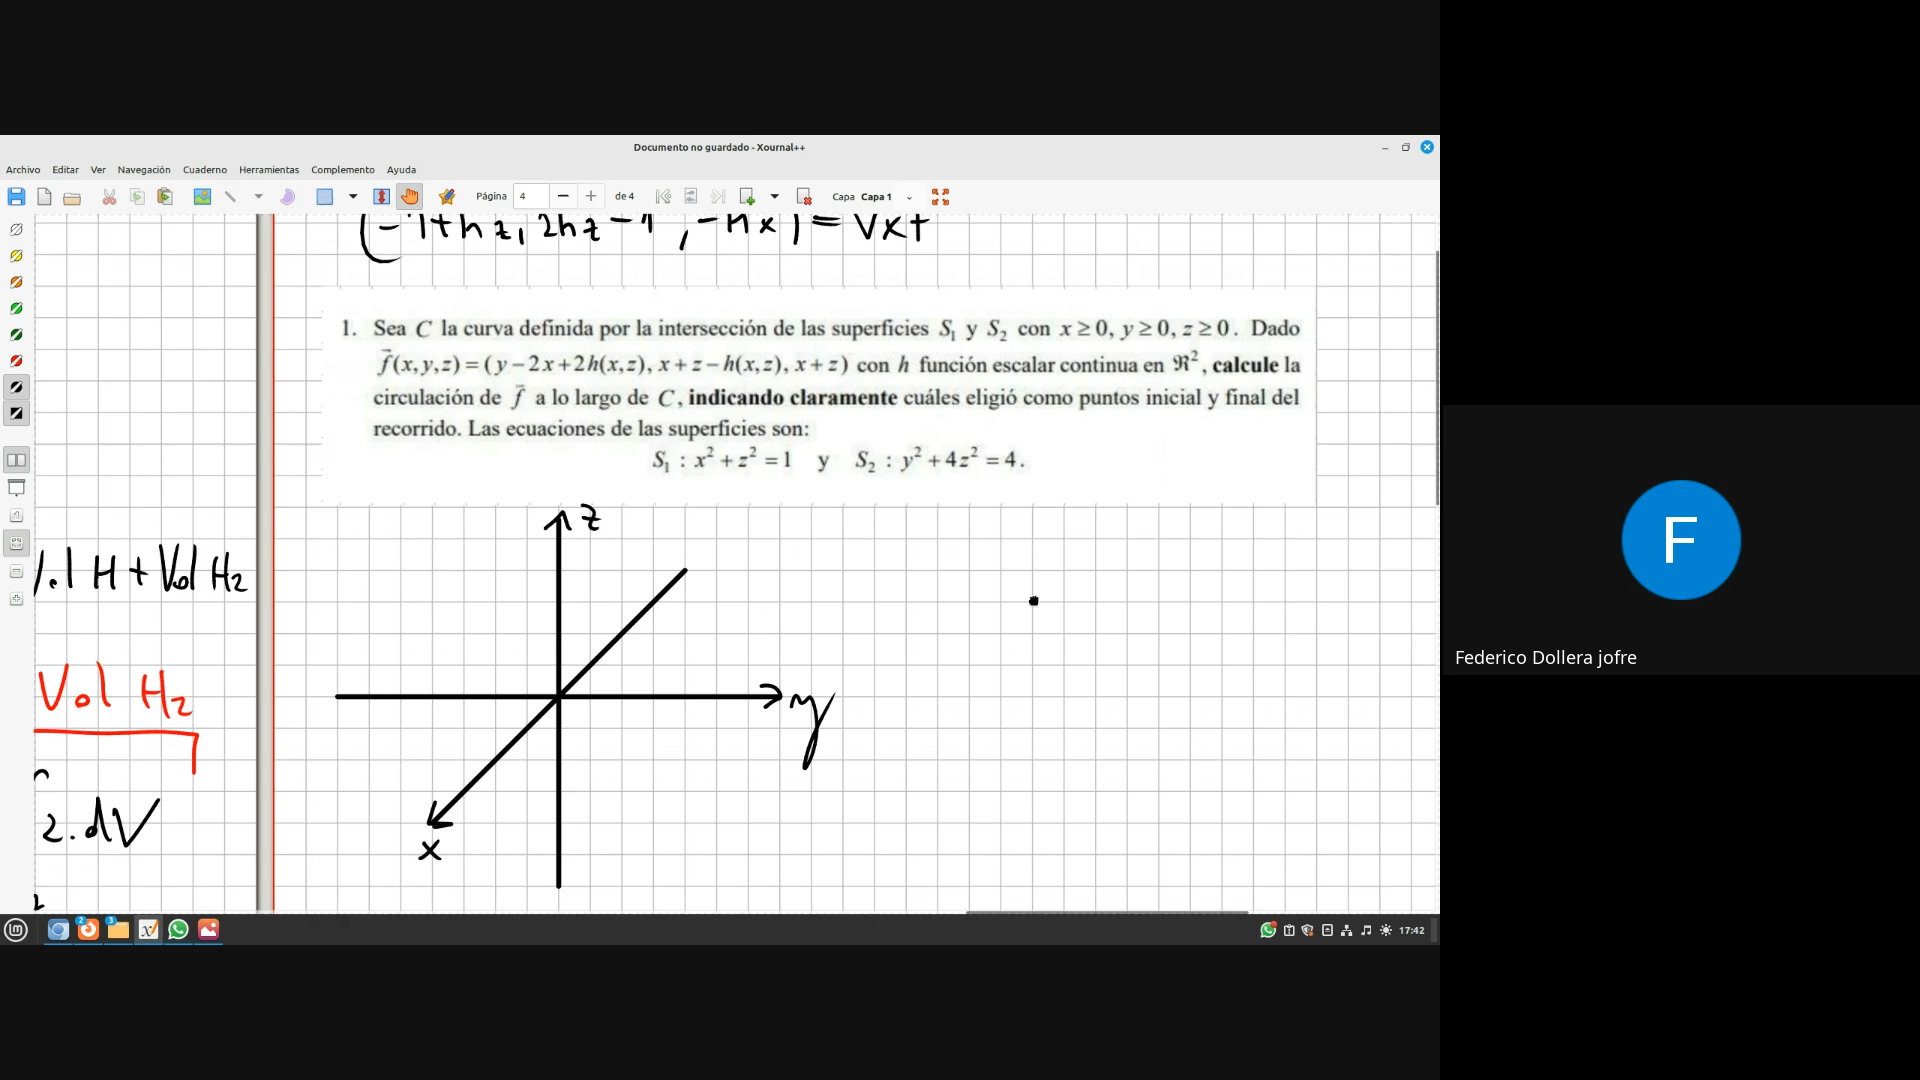 Documento no guardado - Xournal++
Archivo Editar Ver Navegación Cuaderno Herramientas Complemento Ayuda
Página 4 de 4 Capa Capa 1
1. Sea C la curva definida por la intersección de las superficies S₁ y S₂ con x ≥ 0, y ≥ 0, z ≥ 0. Dado
f̄(x,y,z) = (y − 2x + 2h(x,z), x + z − h(x,z), x + z) con h función escalar continua en ℜ², calcule la
circulación de f̄ a lo largo de C, indicando claramente cuáles eligió como puntos inicial y final del
recorrido. Las ecuaciones de las superficies son:
S₁ : x² + z² = 1 y S₂ : y² + 4z² = 4.
z
H + Vol H₂
Vol H₂
y
2.dV
x
F
Federico Dollera jofre
17:42